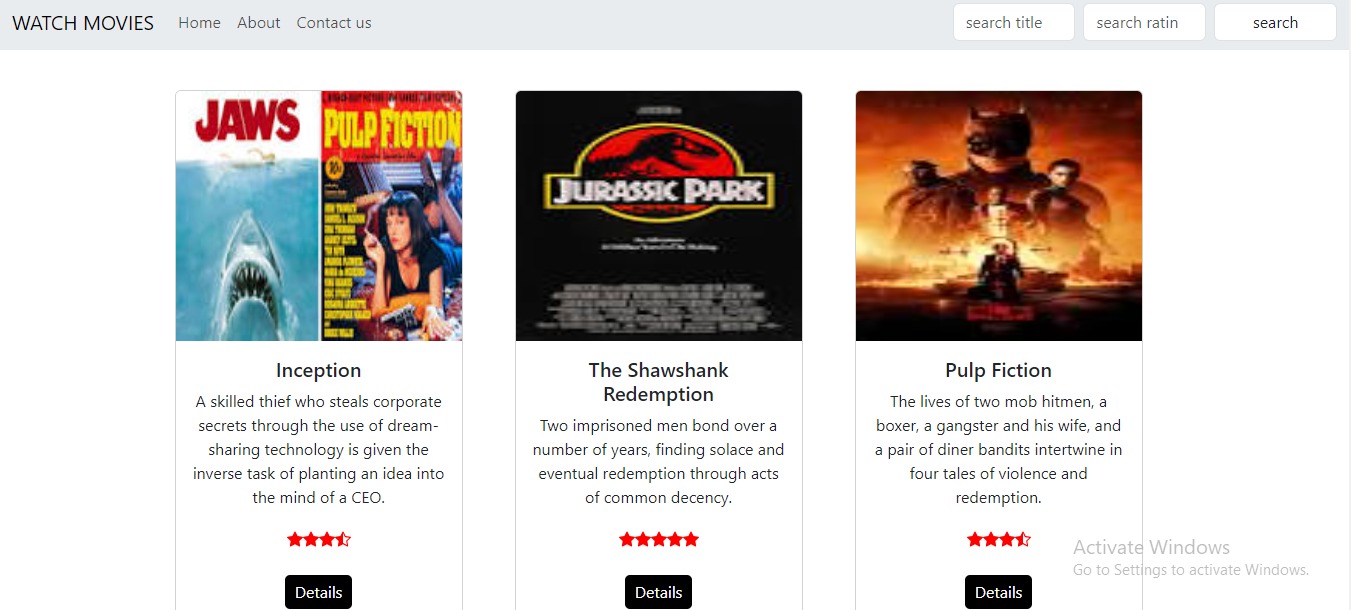 WATCH MOVIES Home About Contact us search title search ratin search
JAWS
PULP FICTION
JURASSIC PARK
Inception
A skilled thief who steals corporate
secrets through the use of dream-
sharing technology is given the
inverse task of planting an idea into
the mind of a CEO.
Details
The Shawshank
Redemption
Two imprisoned men bond over a
number of years, finding solace and
eventual redemption through acts
of common decency.
Details
Pulp Fiction
The lives of two mob hitmen, a
boxer, a gangster and his wife, and
a pair of diner bandits intertwine in
four tales of violence and
redemption.
Details
Activate Windows
Go to Settings to activate Windows.